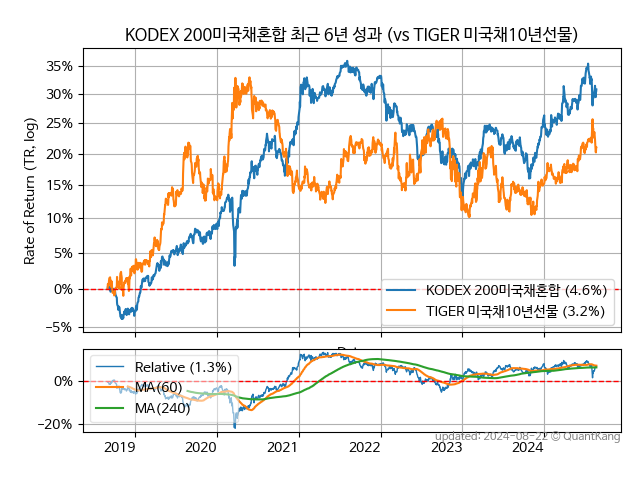 KODEX 200미국채혼합 최근 6년 성과 (vs TIGER 미국채10년선물)
Rate of Return (TR, log)
35%
30%
25%
20%
15%
10%
5%
0%
−5%
KODEX 200미국채혼합 (4.6%)
TIGER 미국채10년선물 (3.2%)
0%
−20%
Relative (1.3%)
MA(60)
MA(240)
2019
2020
2021
2022
2023
2024
updated: 2024-08-22 © QuantKang